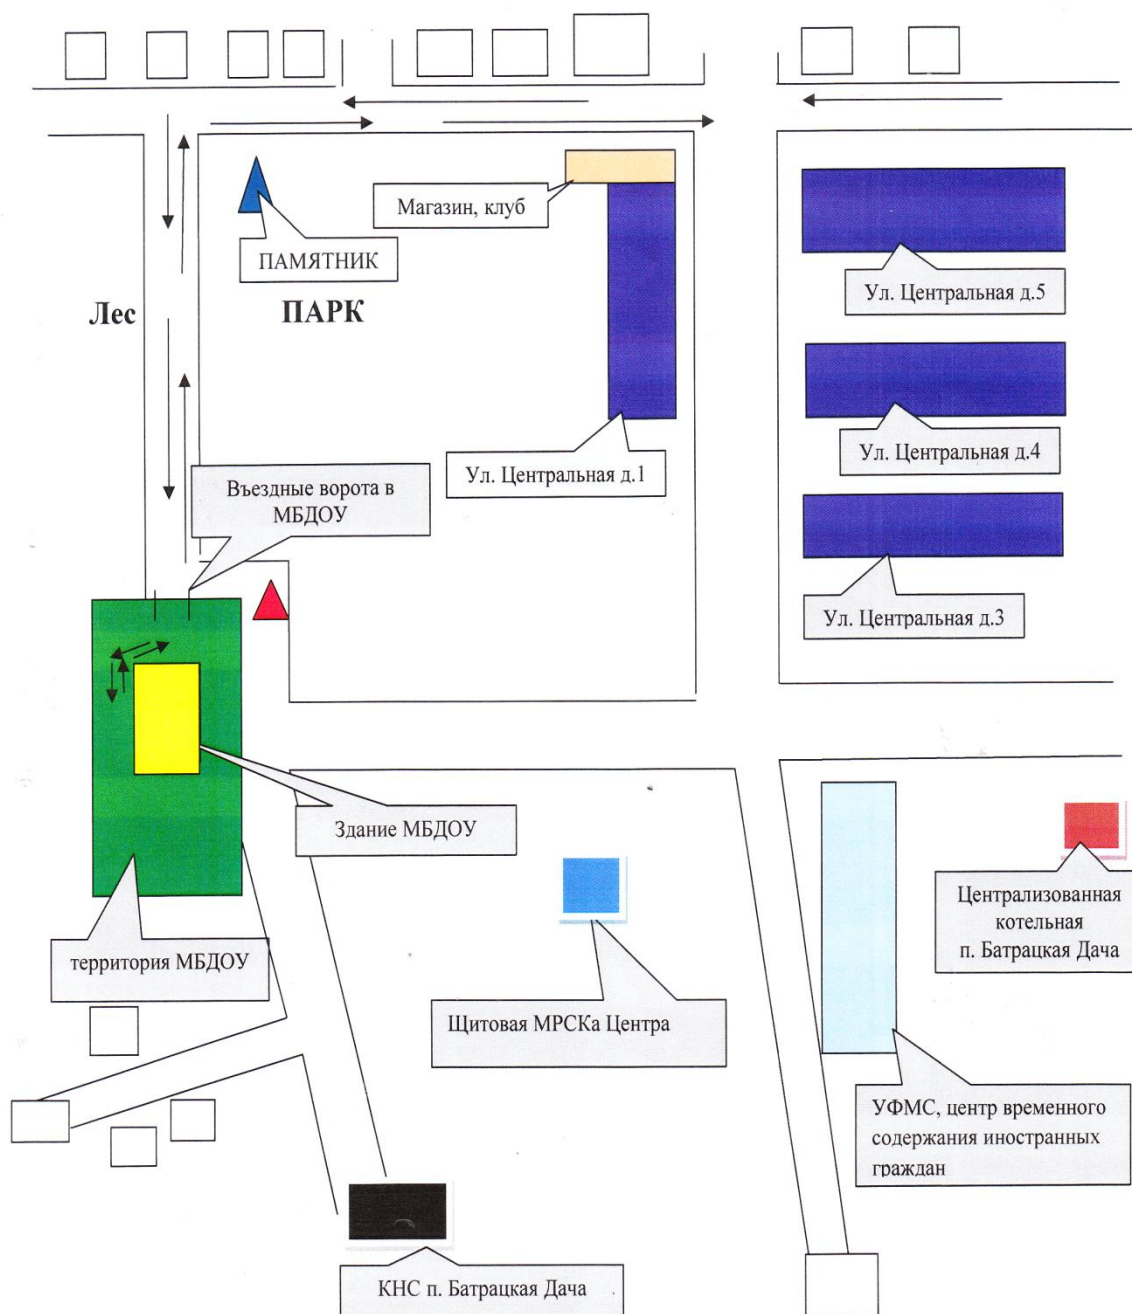 Магазин, клуб
ПАМЯТНИК
Ул. Центральная д.5
Лес
ПАРК
Ул. Центральная д.4
Ул. Центральная д.1
Въездные ворота в
МБДОУ
Ул. Центральная д.3
Здание МБДОУ
Централизованная
котельная
п. Батрацкая Дача
территория МБДОУ
Щитовая МРСКа Центра
УФМС, центр временного
содержания иностранных
граждан
КНС п. Батрацкая Дача